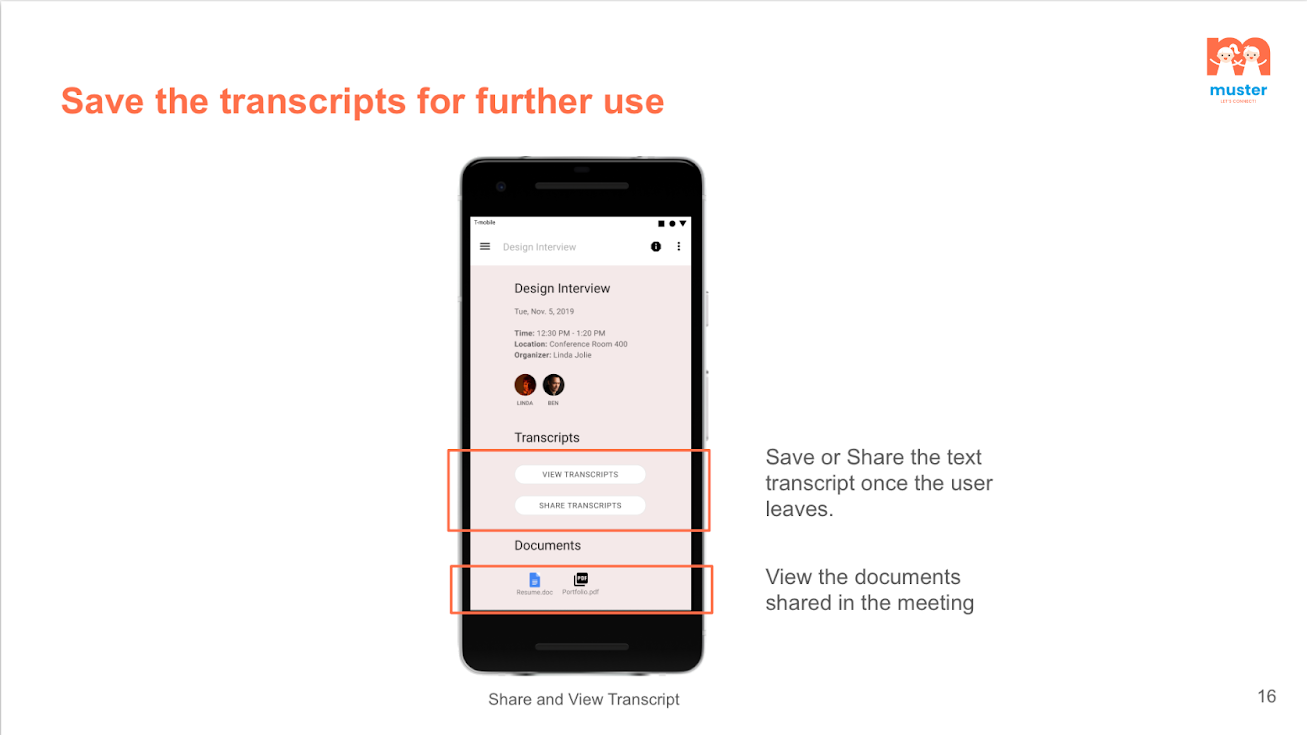 muster
LET'S CONNECT!
Save the transcripts for further use
T-mobile
Design Interview
Design Interview
Tue, Nov. 5, 2019
Time: 12:30 PM - 1:20 PM
Location: Conference Room 400
Organizer: Linda Jolie
LINDA BEN
Transcripts
VIEW TRANSCRIPTS
SHARE TRANSCRIPTS
Save or Share the text
transcript once the user
leaves.
Documents
PDF
Resume.doc Portfolio.pdf
View the documents
shared in the meeting
Share and View Transcript
16